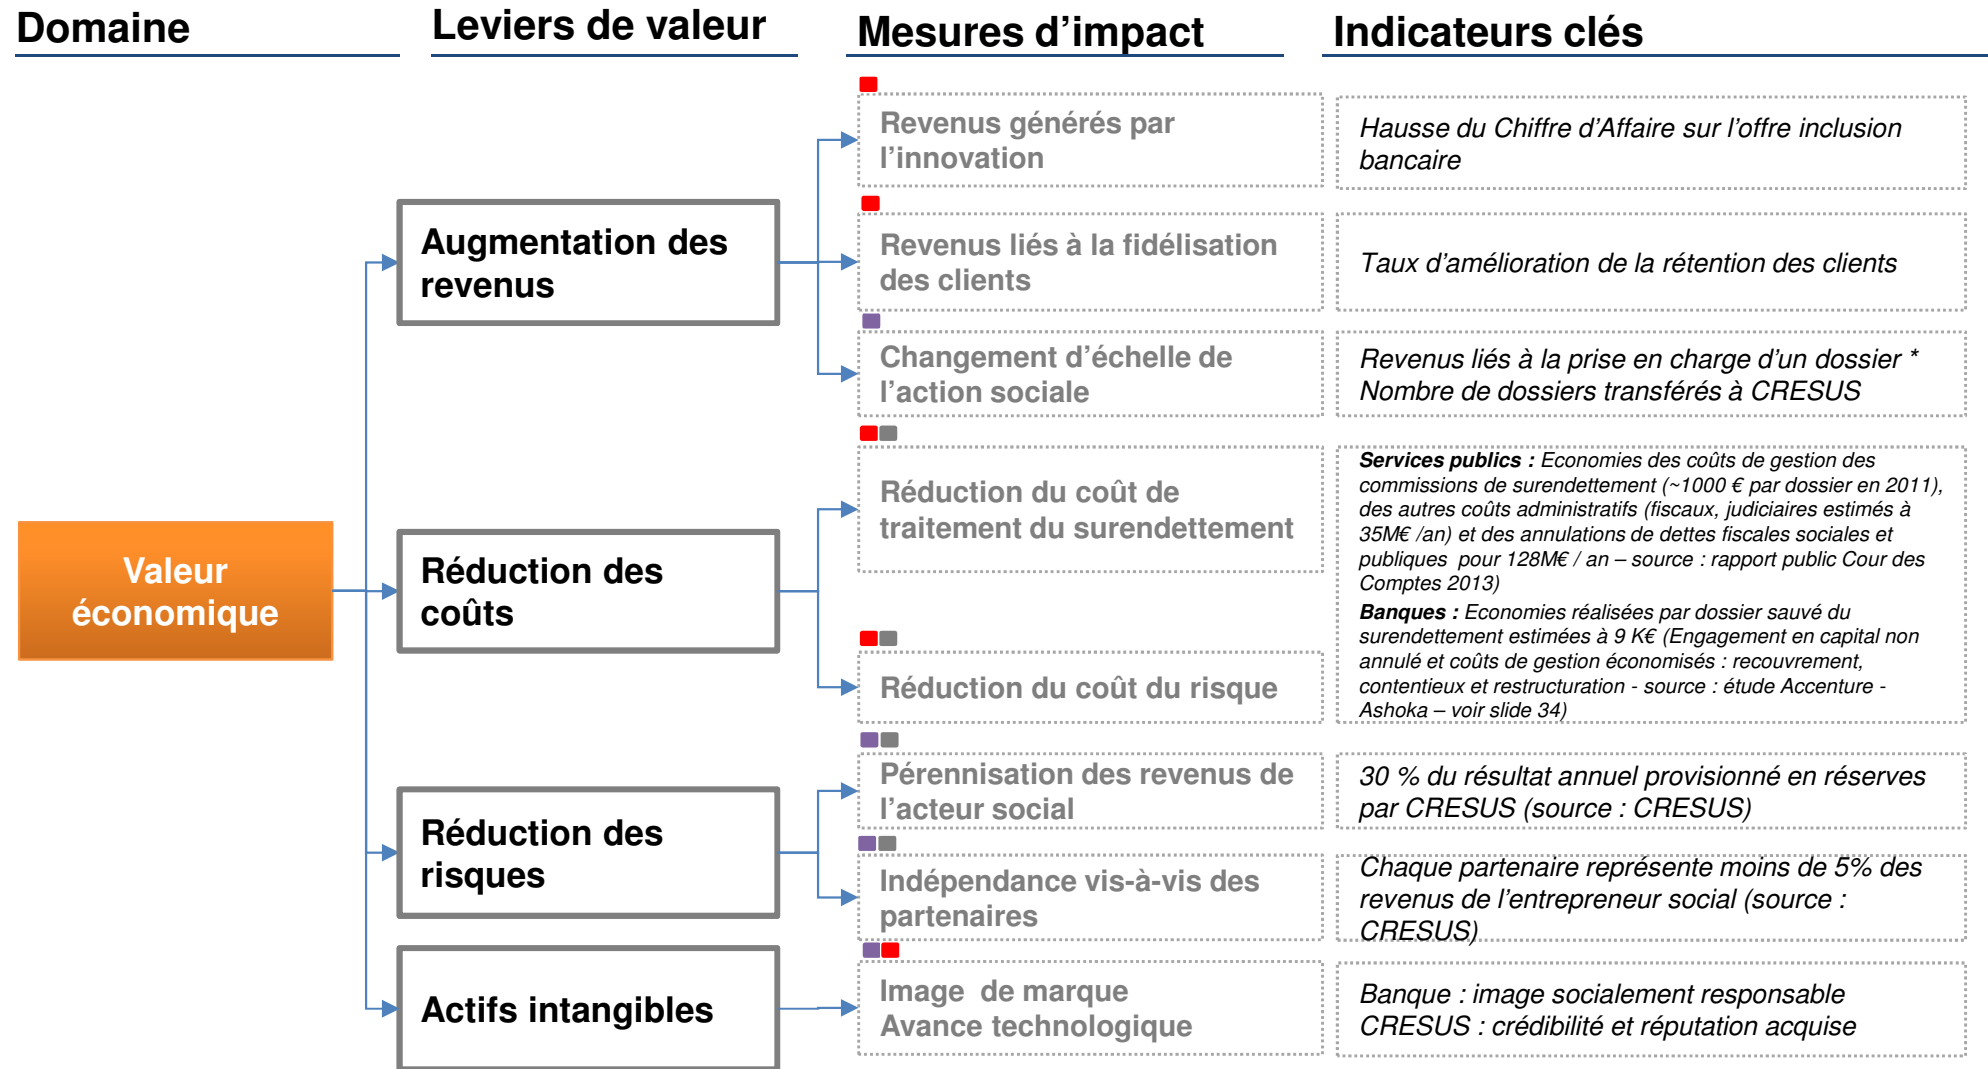 Domaine
Leviers de valeur
Mesures d’impact
Indicateurs clés
Valeur
économique
Augmentation des
revenus
Revenus générés par
l’innovation
Hausse du Chiffre d’Affaire sur l’offre inclusion
bancaire
Revenus liés à la fidélisation
des clients
Taux d’amélioration de la rétention des clients
Changement d’échelle de
l’action sociale
Revenus liés à la prise en charge d’un dossier *
Nombre de dossiers transférés à CRESUS
Réduction des
coûts
Réduction du coût de
traitement du surendettement
Réduction du coût du risque
Services publics : Economies des coûts de gestion des
commissions de surendettement (~1000 € par dossier en 2011),
des autres coûts administratifs (fiscaux, judiciaires estimés à
35M€ /an) et des annulations de dettes fiscales sociales et
publiques  pour 128M€ / an – source : rapport public Cour des
Comptes 2013)
Banques : Economies réalisées par dossier sauvé du
surendettement estimées à 9 K€ (Engagement en capital non
annulé et coûts de gestion économisés : recouvrement,
contentieux et restructuration - source : étude Accenture -
Ashoka – voir slide 34)
Réduction des
risques
Pérennisation des revenus de
l’acteur social
30 % du résultat annuel provisionné en réserves
par CRESUS (source : CRESUS)
Indépendance vis-à-vis des
partenaires
Chaque partenaire représente moins de 5% des
revenus de l’entrepreneur social (source :
CRESUS)
Actifs intangibles
Image  de marque
Avance technologique
Banque : image socialement responsable
CRESUS : crédibilité et réputation acquise